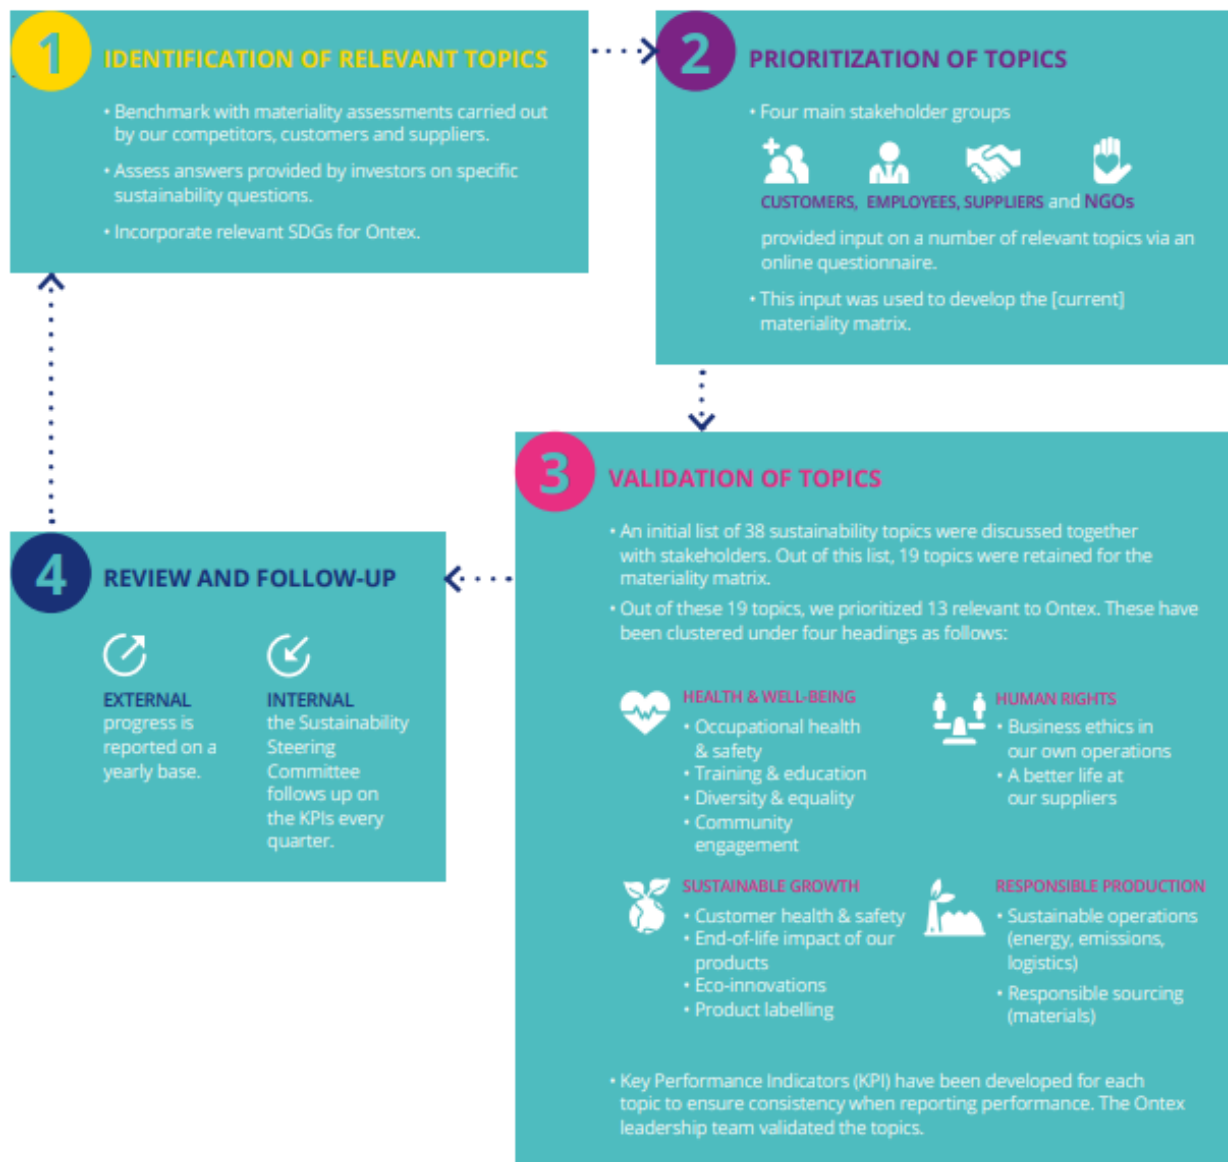 1
IDENTIFICATION OF RELEVANT TOPICS
• Benchmark with materiality assessments carried out
by our competitors, customers and suppliers.
• Assess answers provided by investors on specific
sustainability questions.
• Incorporate relevant SDGs for Ontex.
2
PRIORITIZATION OF TOPICS
• Four main stakeholder groups
CUSTOMERS, EMPLOYEES, SUPPLIERS and NGOs
provided input on a number of relevant topics via an
online questionnaire.
• This input was used to develop the [current]
materiality matrix.
3
VALIDATION OF TOPICS
• An initial list of 38 sustainability topics were discussed together
with stakeholders. Out of this list, 19 topics were retained for the
materiality matrix.
• Out of these 19 topics, we prioritized 13 relevant to Ontex. These have
been clustered under four headings as follows:
HEALTH & WELL-BEING
• Occupational health
& safety
• Training & education
• Diversity & equality
• Community
engagement
HUMAN RIGHTS
• Business ethics in
our own operations
• A better life at
our suppliers
SUSTAINABLE GROWTH
• Customer health & safety
• End-of-life impact of our
products
• Eco-innovations
• Product labelling
RESPONSIBLE PRODUCTION
• Sustainable operations
(energy, emissions,
logistics)
• Responsible sourcing
(materials)
• Key Performance Indicators (KPI) have been developed for each
topic to ensure consistency when reporting performance. The Ontex
leadership team validated the topics.
4
REVIEW AND FOLLOW-UP
EXTERNAL
progress is
reported on a
yearly base.
INTERNAL
the Sustainability
Steering
Committee
follows up on
the KPIs every
quarter.